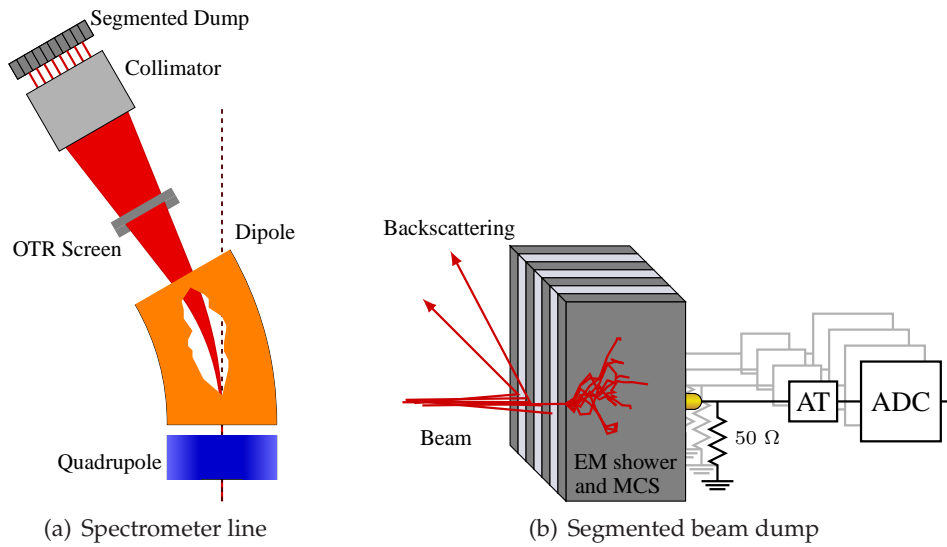 Segmented Dump
Collimator
OTR Screen
Dipole
Quadrupole
(a) Spectrometer line
Backscattering
Beam
EM shower
and MCS
50 Ω
AT
ADC
(b) Segmented beam dump